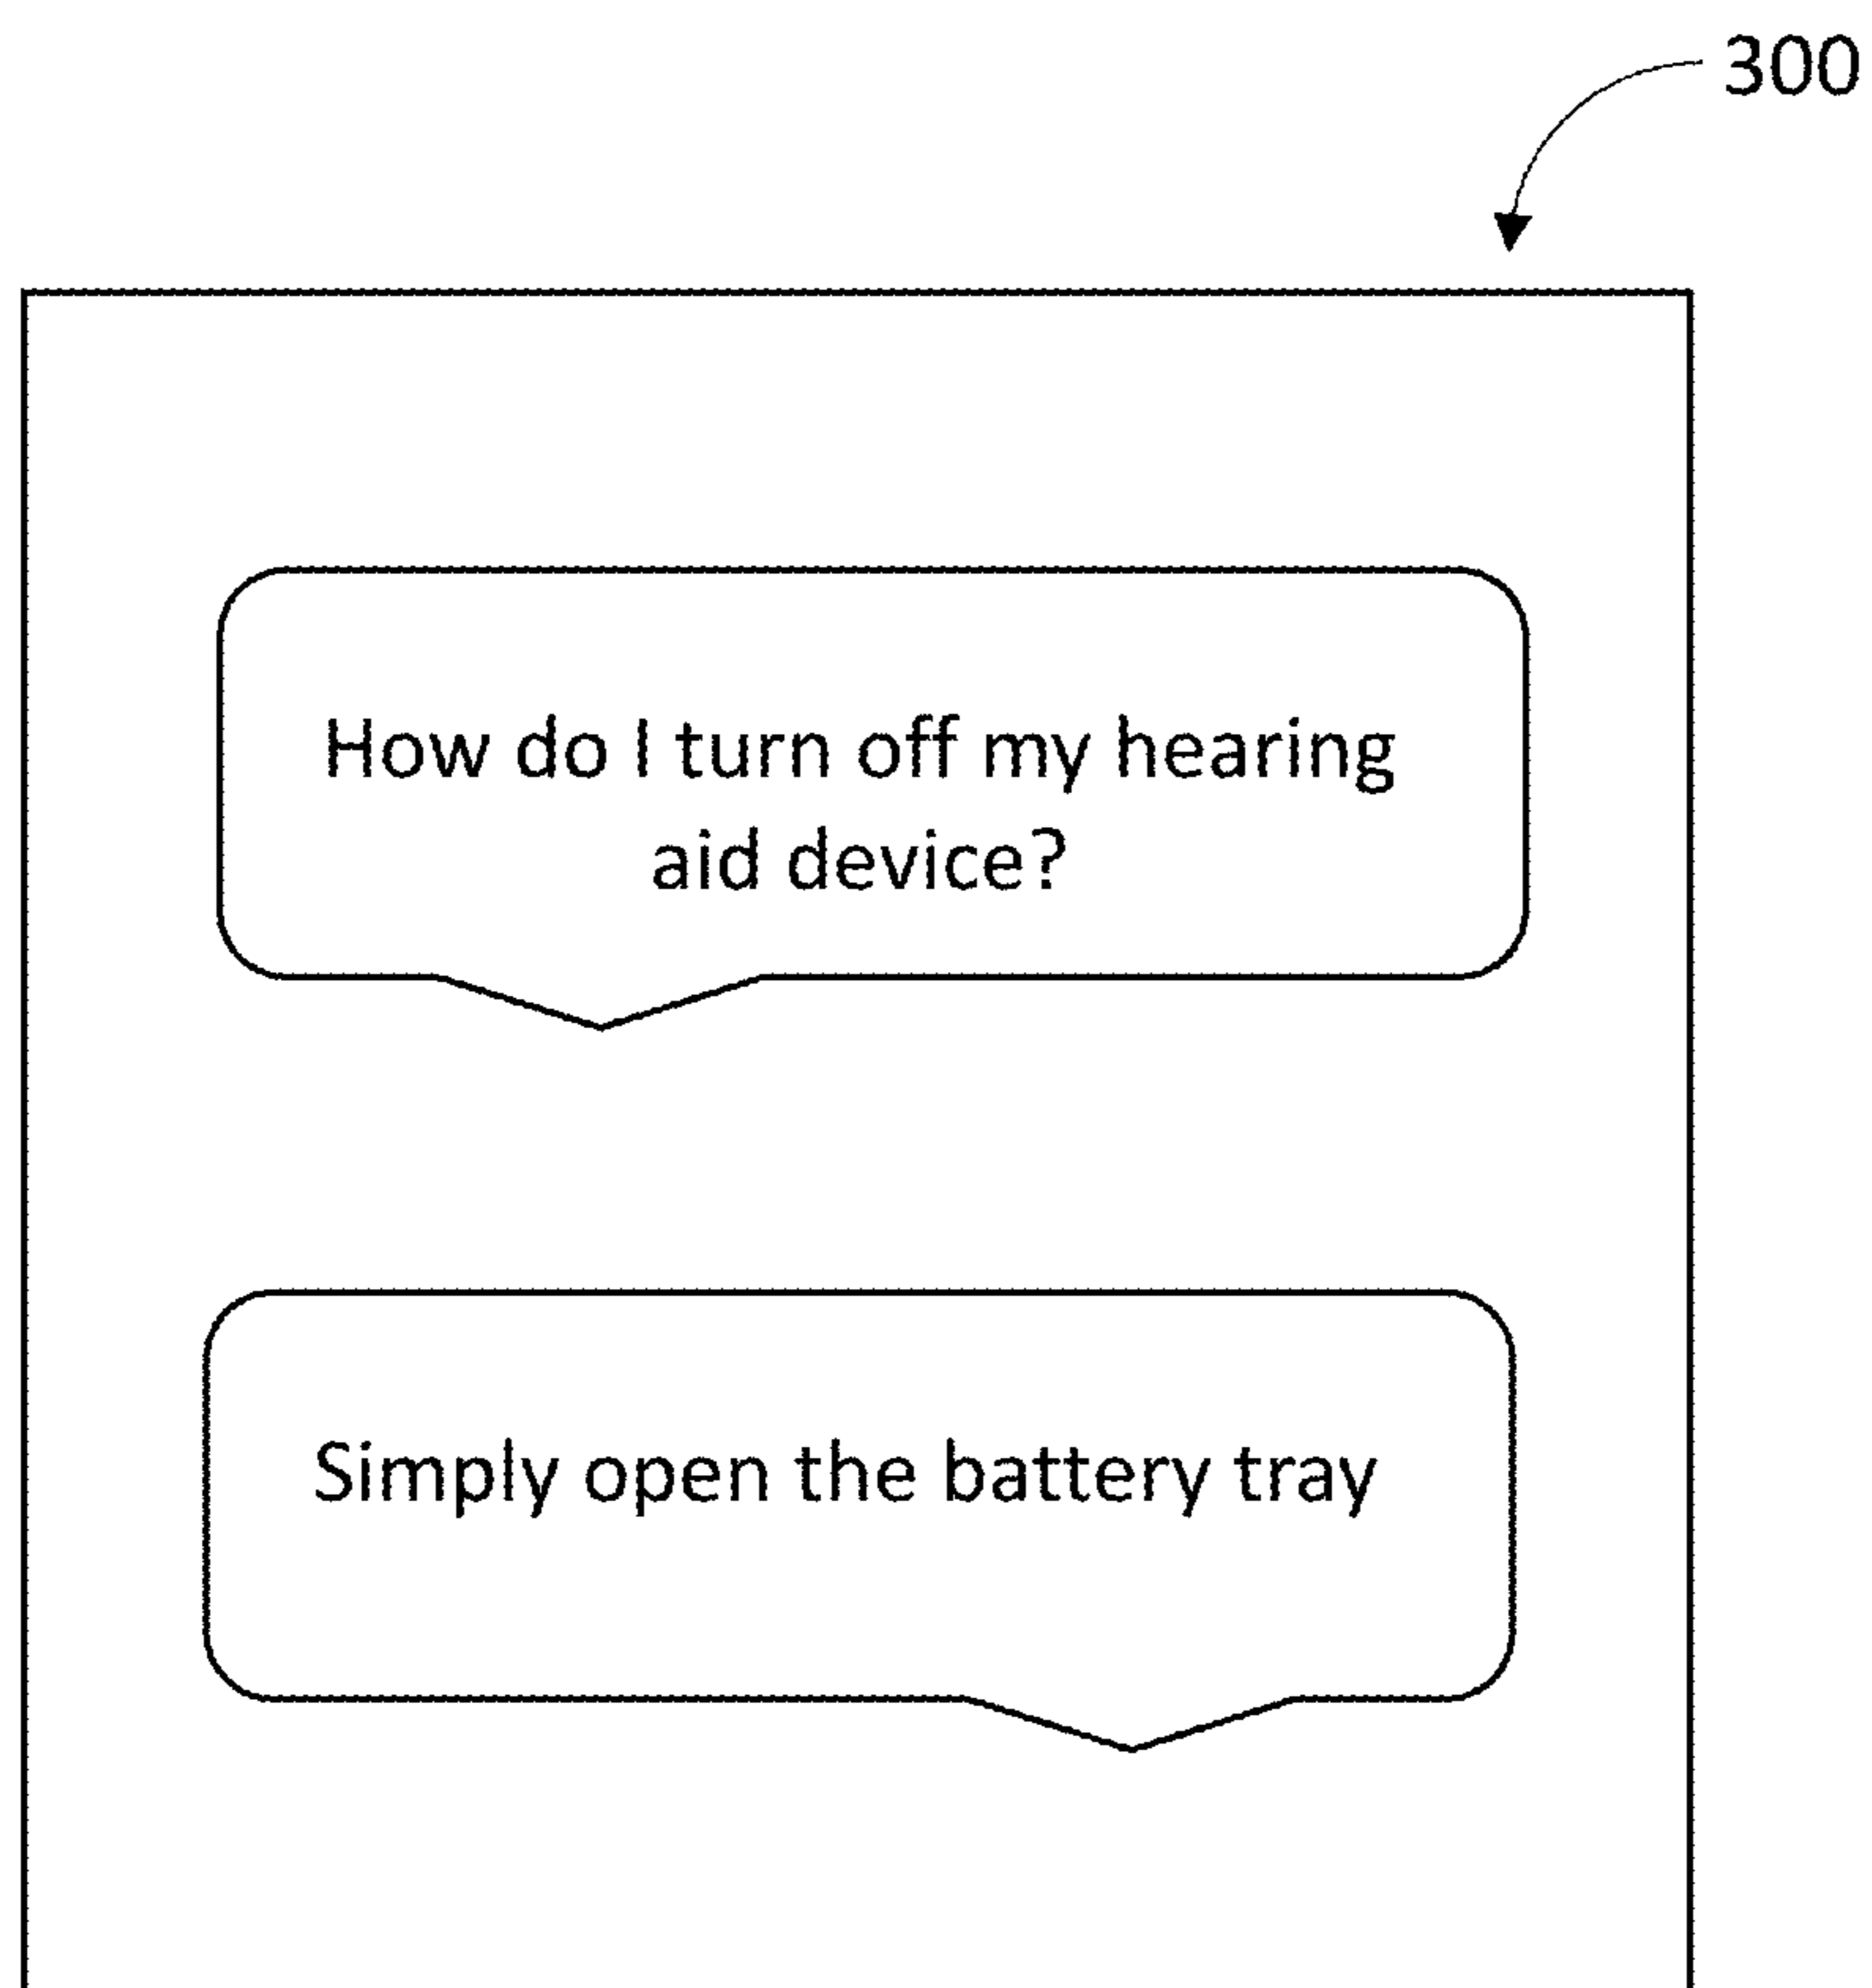 300
How do I turn off my hearing
aid device?
Simply open the battery tray